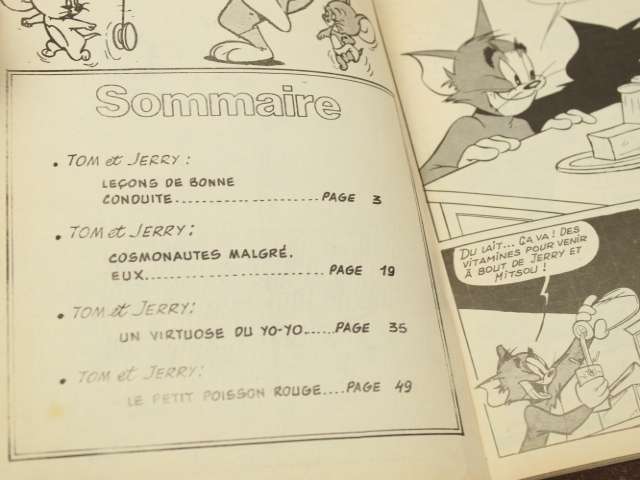 Sommaire
• TOM et JERRY :
LEÇONS DE BONNE
CONDUITE.........................PAGE 3
• TOM et JERRY :
COSMONAUTES MALGRÉ.
EUX..............................PAGE 19
• TOM et JERRY :
UN VIRTUOSE DU YO-YO......PAGE 35
• TOM et JERRY :
LE PETIT POISSON ROUGE....PAGE 49
DU LAIT... ÇA VA ! DES
VITAMINES POUR VENIR
À BOUT DE JERRY ET
MITSOU !